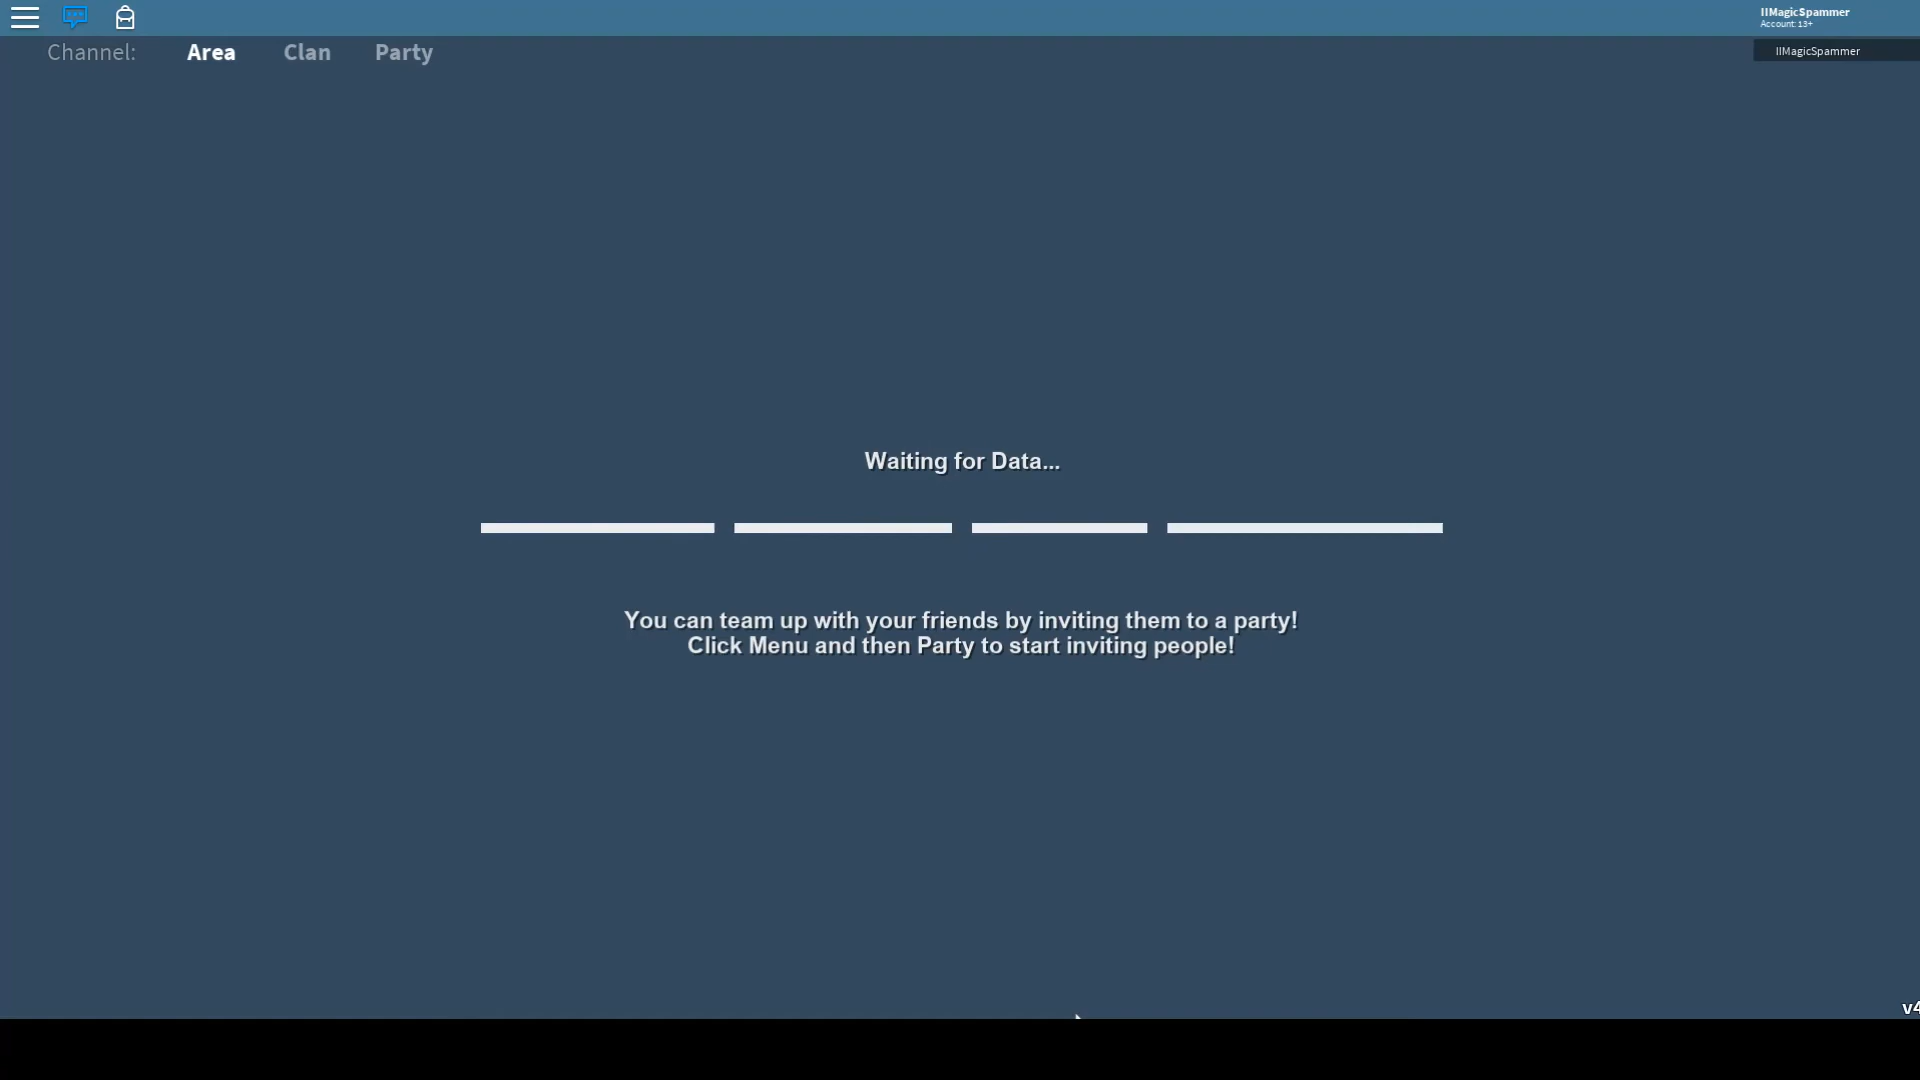 IIMagicSpammer
Account: 13+
Channel: Area Clan Party
IIMagicSpammer
Waiting for Data...
You can team up with your friends by inviting them to a party!
Click Menu and then Party to start inviting people!
v4